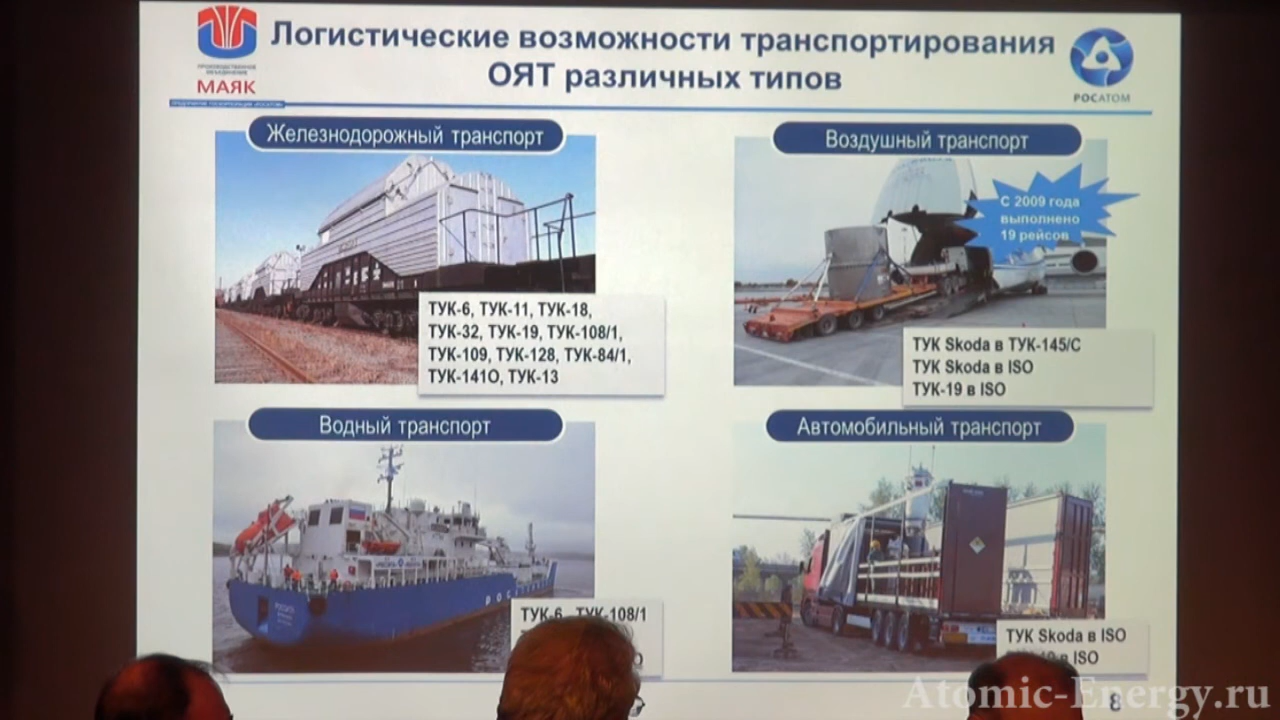 Логистические возможности транспортирования
ОЯТ различных типов
ПРОИЗВОДСТВЕННОЕ
ОБЪЕДИНЕНИЕ
МАЯК
РОСАТОМ
Железнодорожный транспорт
ТУК-6, ТУК-11, ТУК-18,
ТУК-32, ТУК-19, ТУК-108/1,
ТУК-109, ТУК-128, ТУК-84/1,
ТУК-141О, ТУК-13
Воздушный транспорт
С 2009 года
выполнено
19 рейсов
ТУК Skoda в ТУК-145/С
ТУК Skoda в ISO
ТУК-19 в ISO
Водный транспорт
ТУК-6 ТУК-108/1
Автомобильный транспорт
ТУК Skoda в ISO
в ISO
8
Atomic-Energy.ru